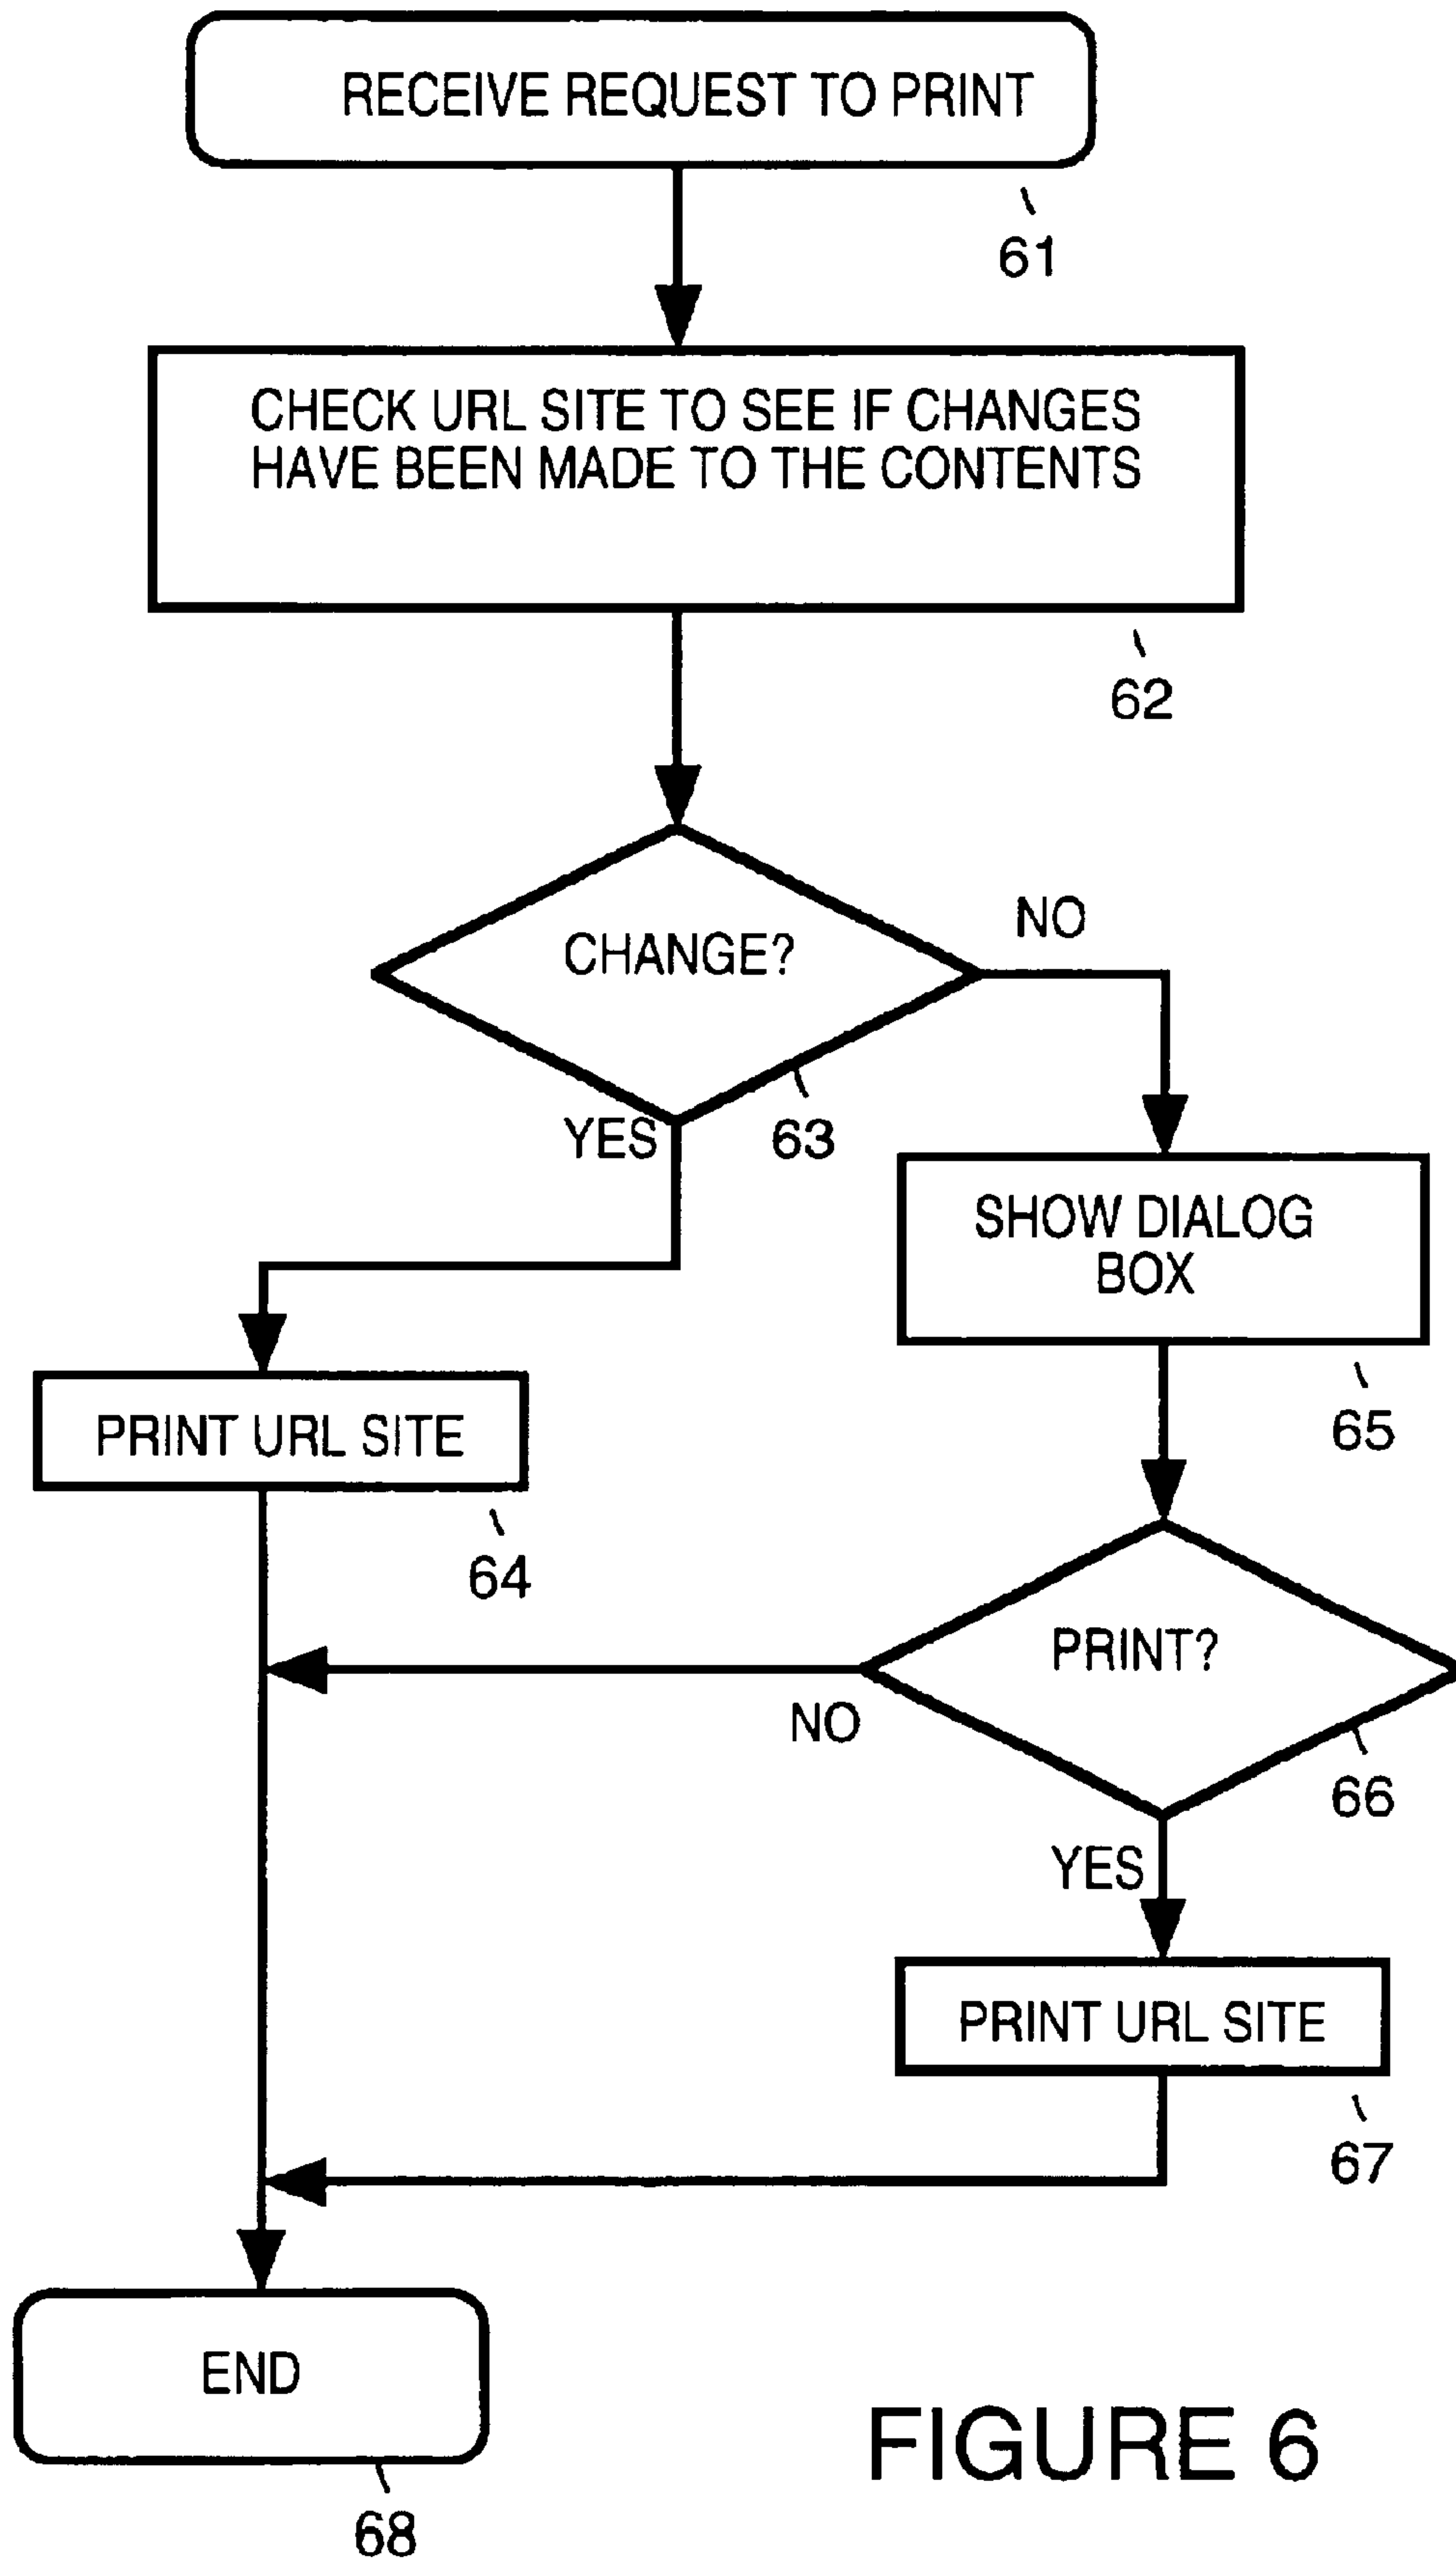 RECEIVE REQUEST TO PRINT
61
CHECK URL SITE TO SEE IF CHANGES
HAVE BEEN MADE TO THE CONTENTS
62
CHANGE?
NO
YES
63
SHOW DIALOG
BOX
65
PRINT URL SITE
64
PRINT?
NO
66
YES
PRINT URL SITE
67
END
68
FIGURE 6